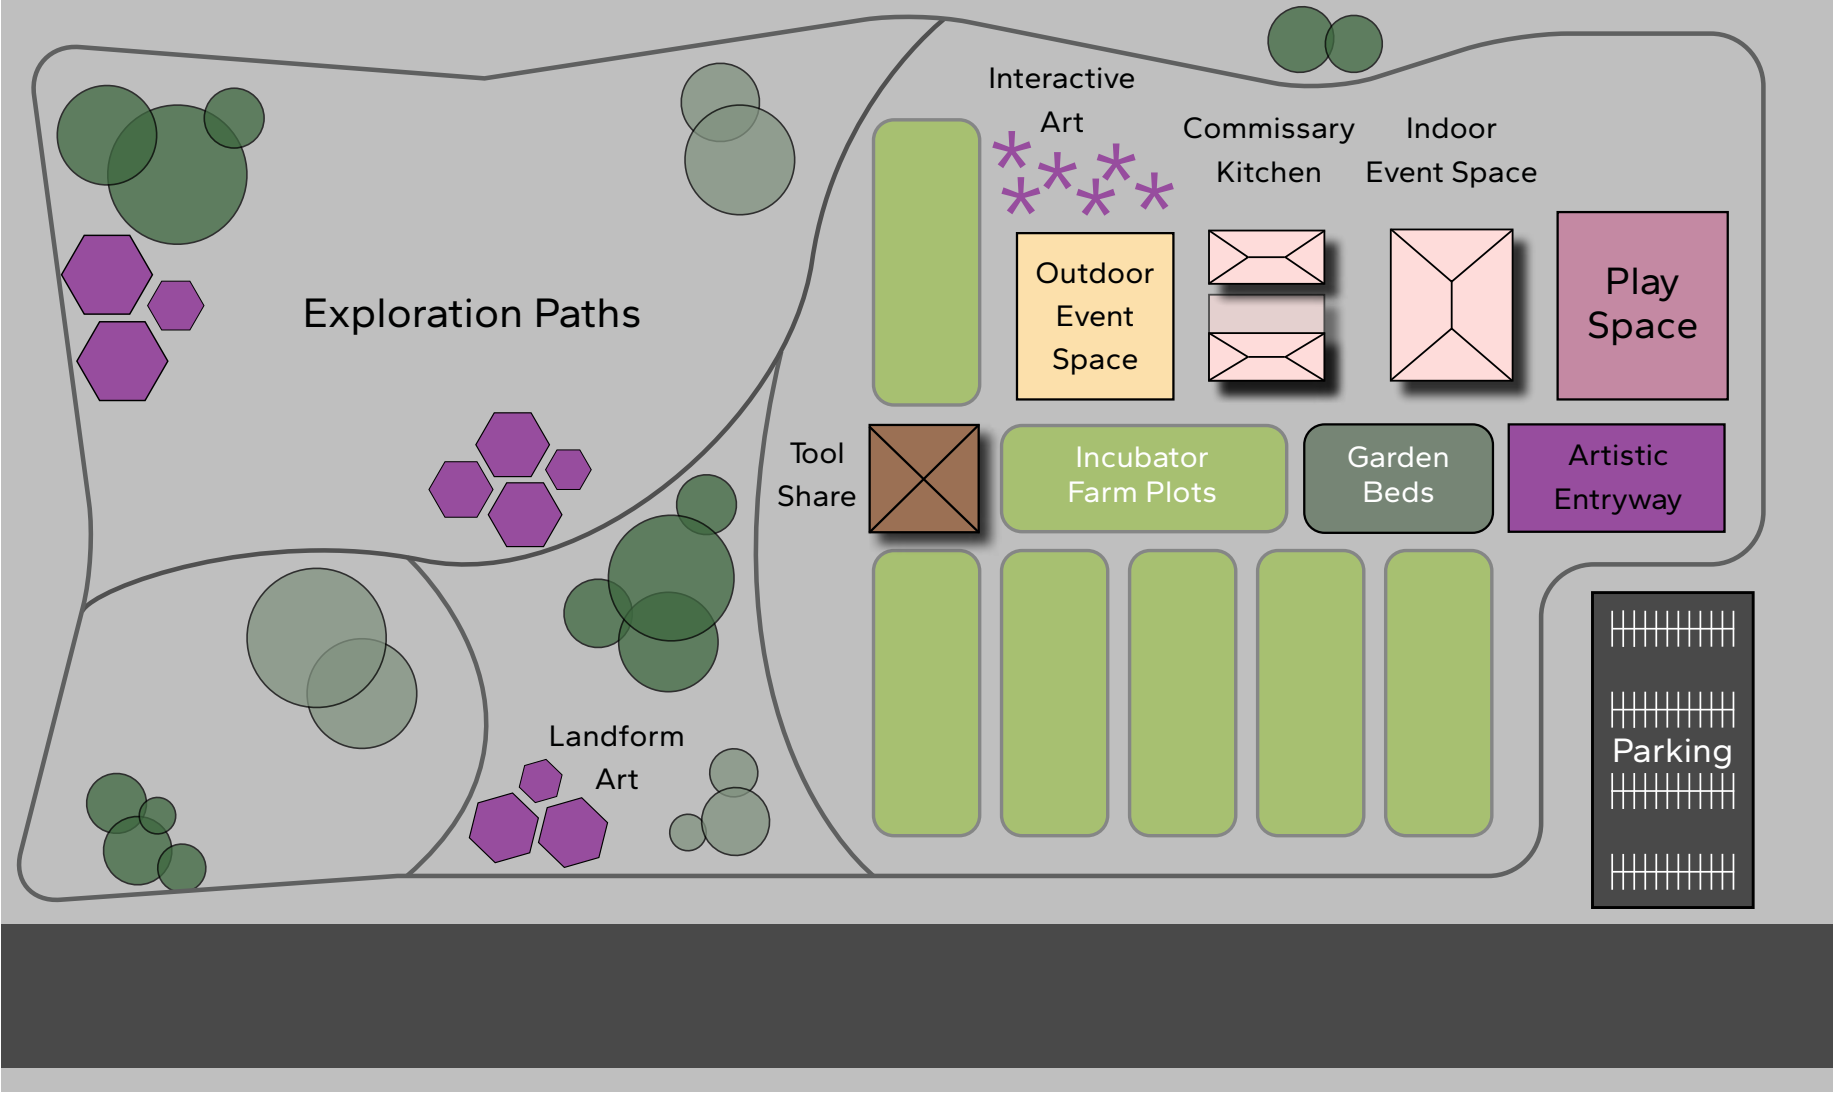 Interactive
Art
Commissary
Kitchen
Indoor
Event Space
Exploration Paths
Outdoor
Event
Space
Play
Space
Tool
Share
Incubator
Farm Plots
Garden
Beds
Artistic
Entryway
Landform
Art
Parking